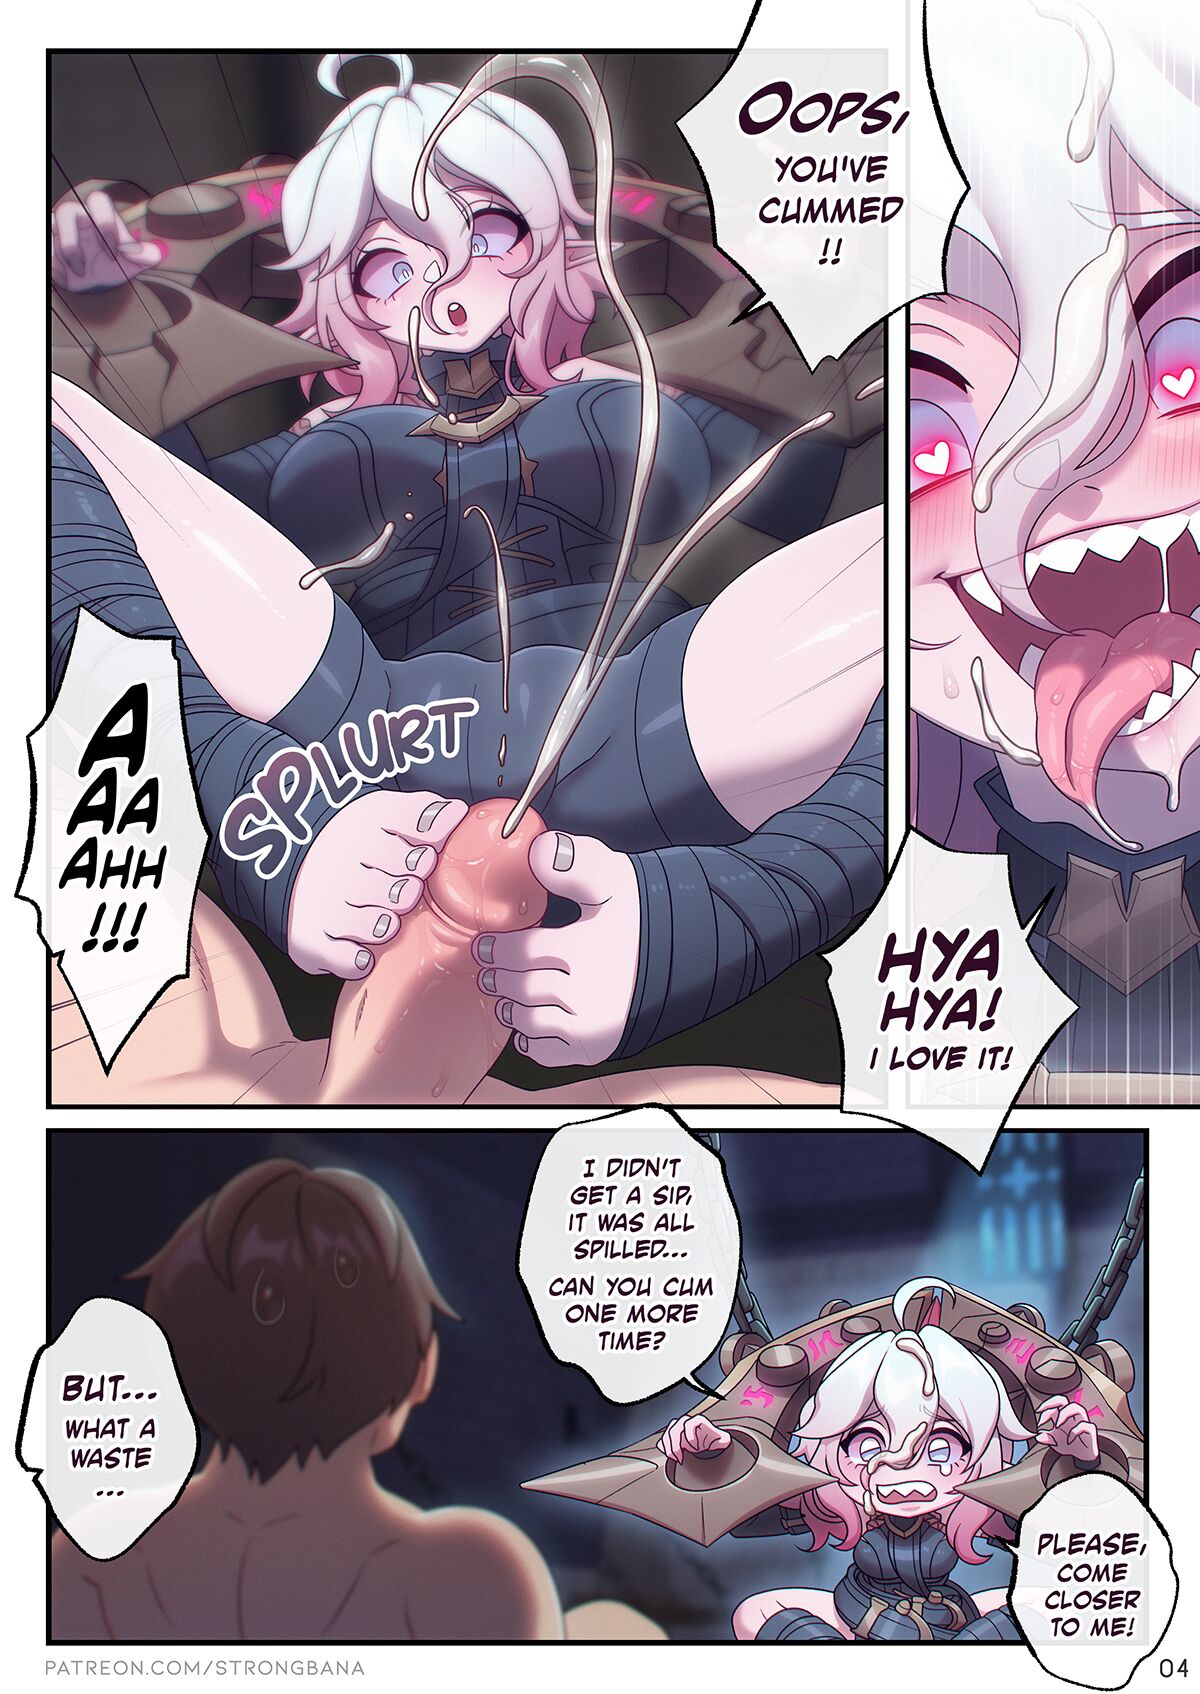 OOPS,
YOU'VE
CUMMED
!!
A
AA
AHH
!!!
SPLURT
HYA
HYA!
I LOVE IT!
I DIDN'T
GET A SIP,
IT WAS ALL
SPILLED...
CAN YOU CUM
ONE MORE
TIME?
BUT...
WHAT A
WASTE
...
PLEASE,
COME
CLOSER
TO ME!
PATREON.COM/STRONGBANA
04